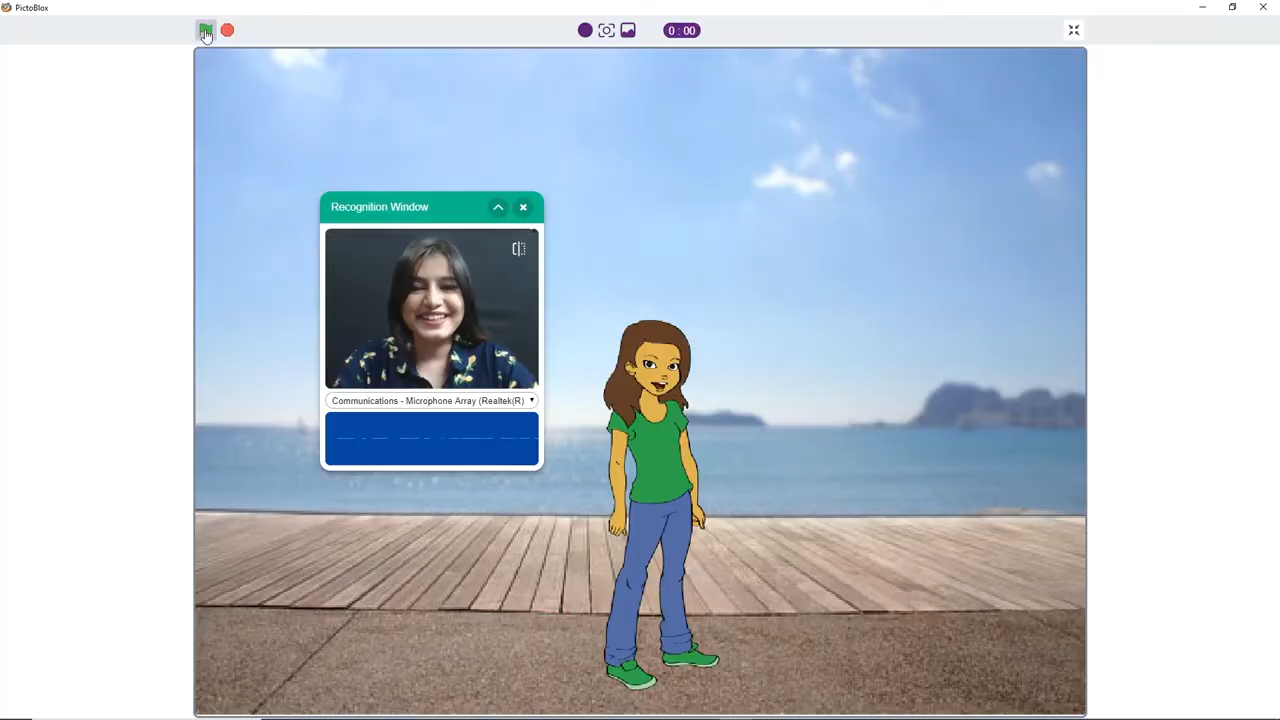 PictoBlox
0 : 00
Recognition Window
Communications - Microphone Array (Realtek(R)